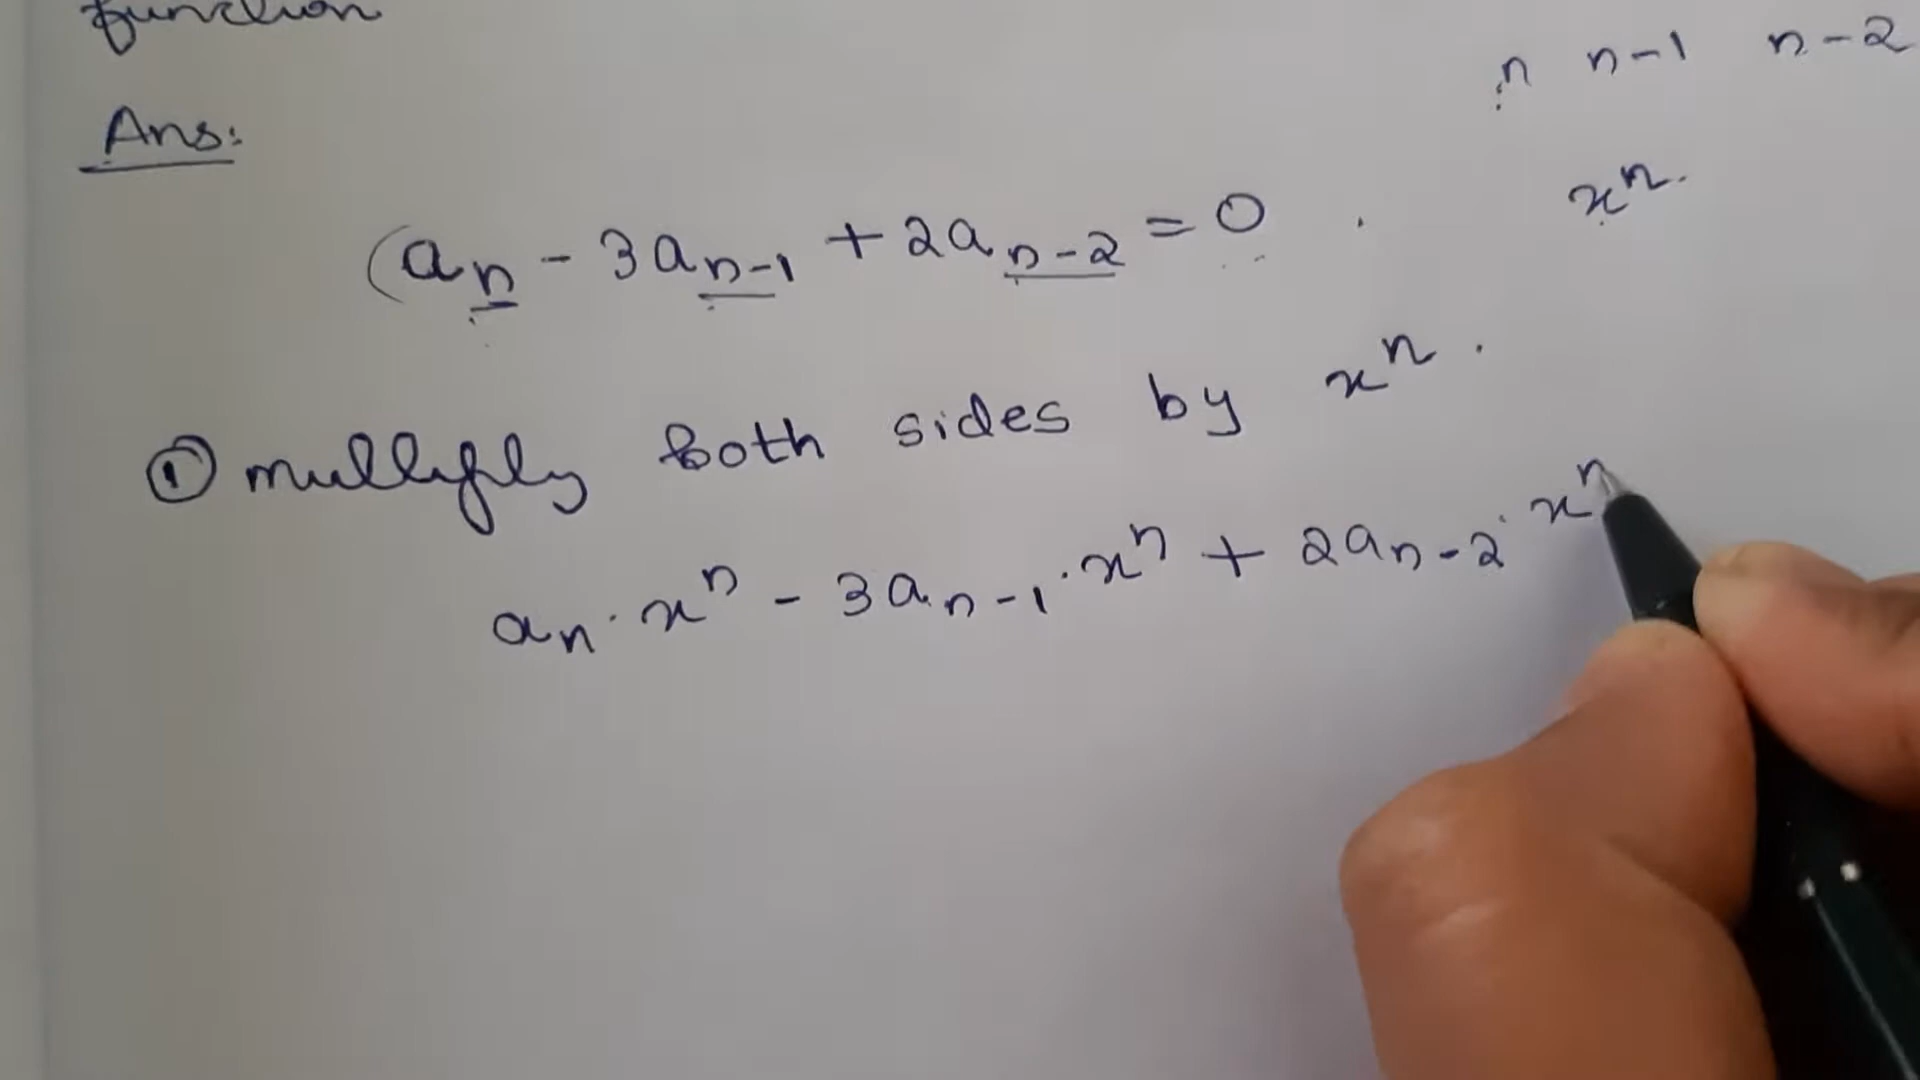 function
n n-1 n-2
Ans:
xⁿ.
(aₙ - 3aₙ₋₁ + 2aₙ₋₂ = 0 .
① multiply both sides by xⁿ.
aₙ · xⁿ - 3aₙ₋₁ · xⁿ + 2aₙ₋₂ · xⁿ